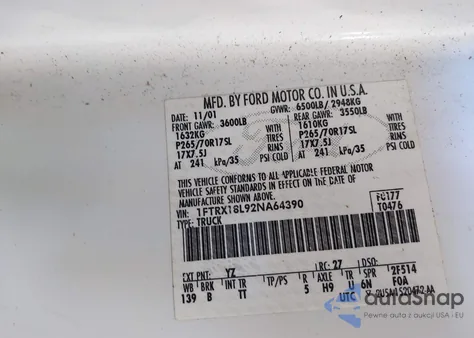 MFD. BY FORD MOTOR CO. IN U.S.A.
DATE: 11/01 GVWR: 6500LB/ 2948KG
FRONT GAWR: 3600LB REAR GAWR: 3550LB
1632KG WITH 1610KG WITH
P265/70R17SL TIRES P265/70R17SL TIRES
17X7.5J RIMS 17X7.5J RIMS
AT 241 kPa/35 PSI COLD AT 241 kPa/35 PSI COLD
THIS VEHICLE CONFORMS TO ALL APPLICABLE FEDERAL MOTOR
VEHICLE SAFETY STANDARDS IN EFFECT ON THE DATE OF
MANUFACTURE SHOWN ABOVE.
VIN: 1FTRX18L92NA64390
TYPE: TRUCK
FC177
T0476
EXT PNT: YZ RC: 27 DSO:
WB BRK INT TR TP/PS R AXLE TR SPR 2F514
139 B TT 5 H9 U 6N F0A
UTC
autoSnap
Pewne auta z aukcji USA i EU